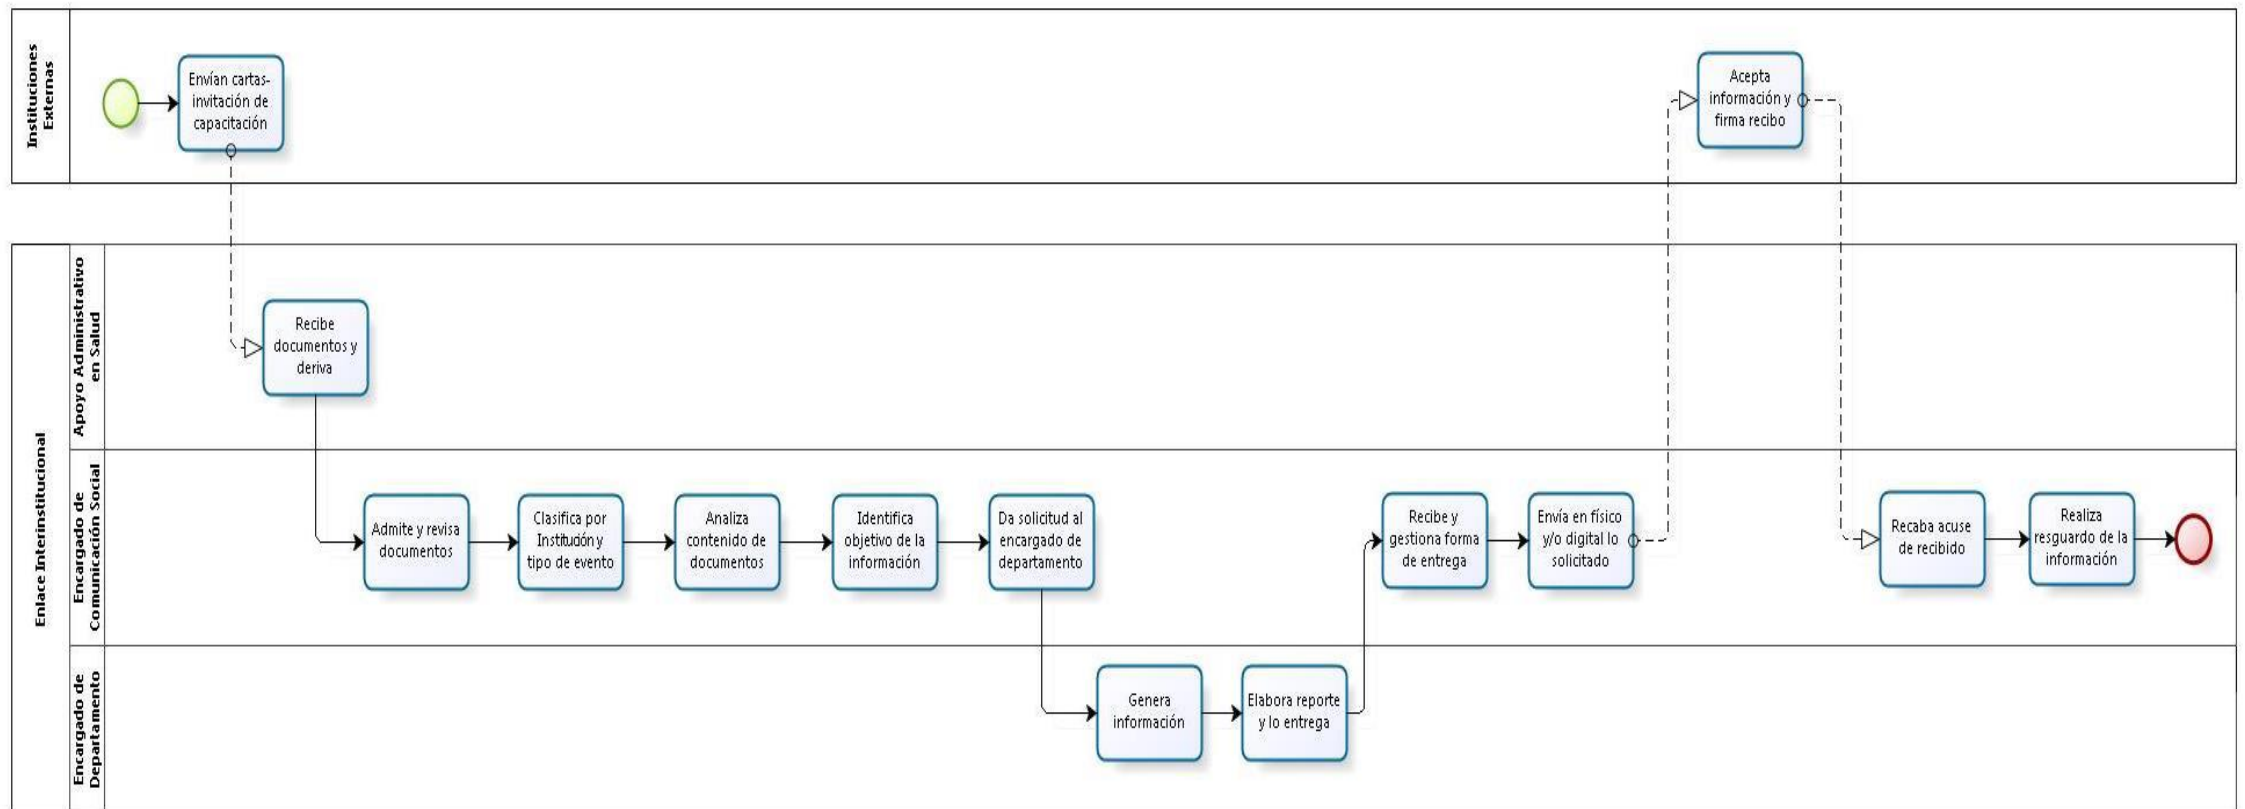 Instituciones
Externas
Envían cartas-
invitación de
capacitación
Acepta
información y
firma recibo
Enlace Interinstitucional
Apoyo Administrativo
en Salud
Recibe
documentos y
deriva
Encargado de
Comunicación Social
Admite y revisa
documentos
Clasifica por
Institución y
tipo de evento
Analiza
contenido de
documentos
Identifica
objetivo de la
información
Da solicitud al
encargado de
departamento
Recibe y
gestiona forma
de entrega
Envía en físico
y/o digital lo
solicitado
Recaba acuse
de recibido
Realiza
resguardo de la
información
Encargado de
Departamento
Genera
información
Elabora reporte
y lo entrega